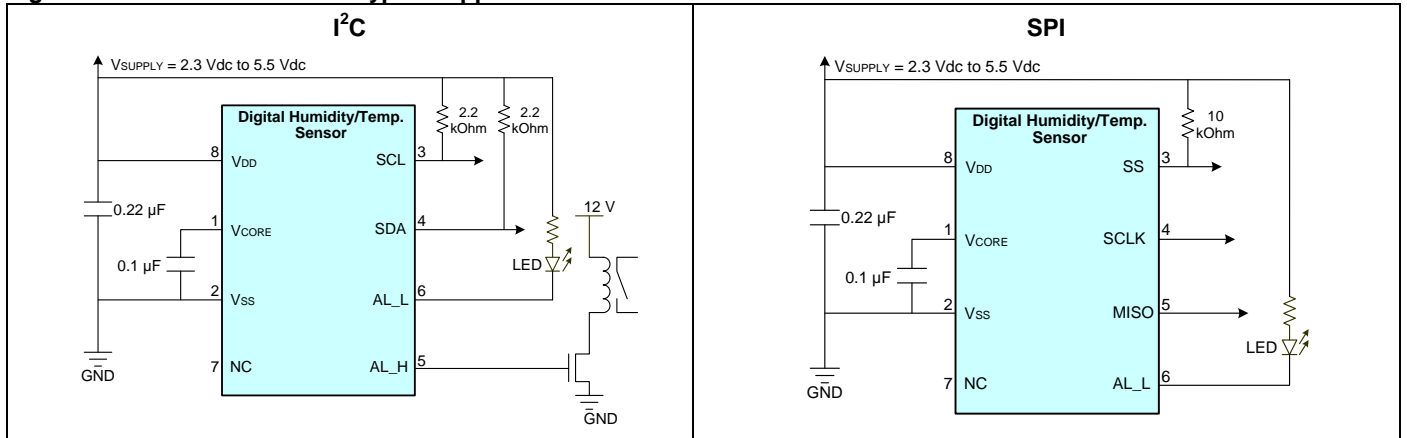 I²C
VSUPPLY = 2.3 Vdc to 5.5 Vdc
Digital Humidity/Temp.
Sensor
2.2
kOhm
2.2
kOhm
8 VDD
SCL 3
0.22 µF
1 VCORE
SDA 4
12 V
0.1 µF
LED
2 VSS
AL_L 6
7 NC
AL_H 5
GND
GND
SPI
VSUPPLY = 2.3 Vdc to 5.5 Vdc
Digital Humidity/Temp.
Sensor
10
kOhm
8 VDD
SS 3
0.22 µF
1 VCORE
SCLK 4
0.1 µF
2 VSS
MISO 5
LED
7 NC
AL_L 6
GND